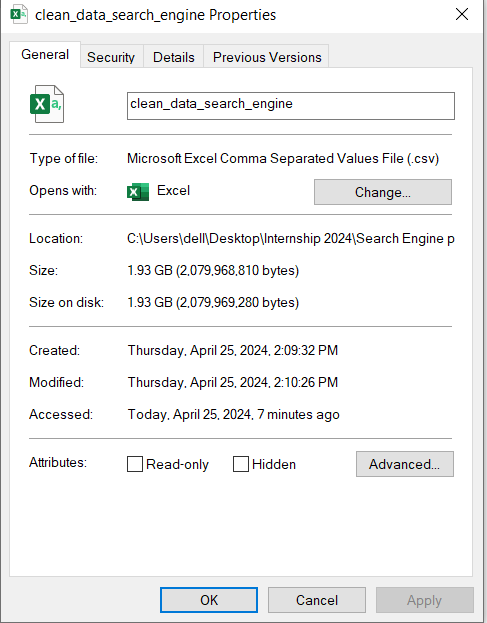 clean_data_search_engine Properties
General Security Details Previous Versions
clean_data_search_engine
Type of file: Microsoft Excel Comma Separated Values File (.csv)
Opens with: Excel Change...
Location: C:\Users\dell\Desktop\Internship 2024\Search Engine p
Size: 1.93 GB (2,079,968,810 bytes)
Size on disk: 1.93 GB (2,079,969,280 bytes)
Created: Thursday, April 25, 2024, 2:09:32 PM
Modified: Thursday, April 25, 2024, 2:10:26 PM
Accessed: Today, April 25, 2024, 7 minutes ago
Attributes: Read-only Hidden Advanced...
OK Cancel Apply